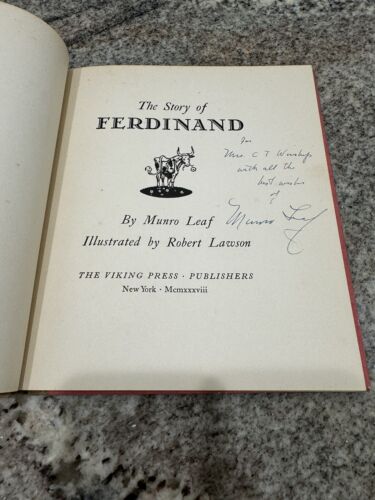 The Story of
FERDINAND
for
Mrs. C T Winship
with all the
best wishes
of
Munro Leaf
By Munro Leaf
Illustrated by Robert Lawson
THE VIKING PRESS · PUBLISHERS
New York · Mcmxxxviii